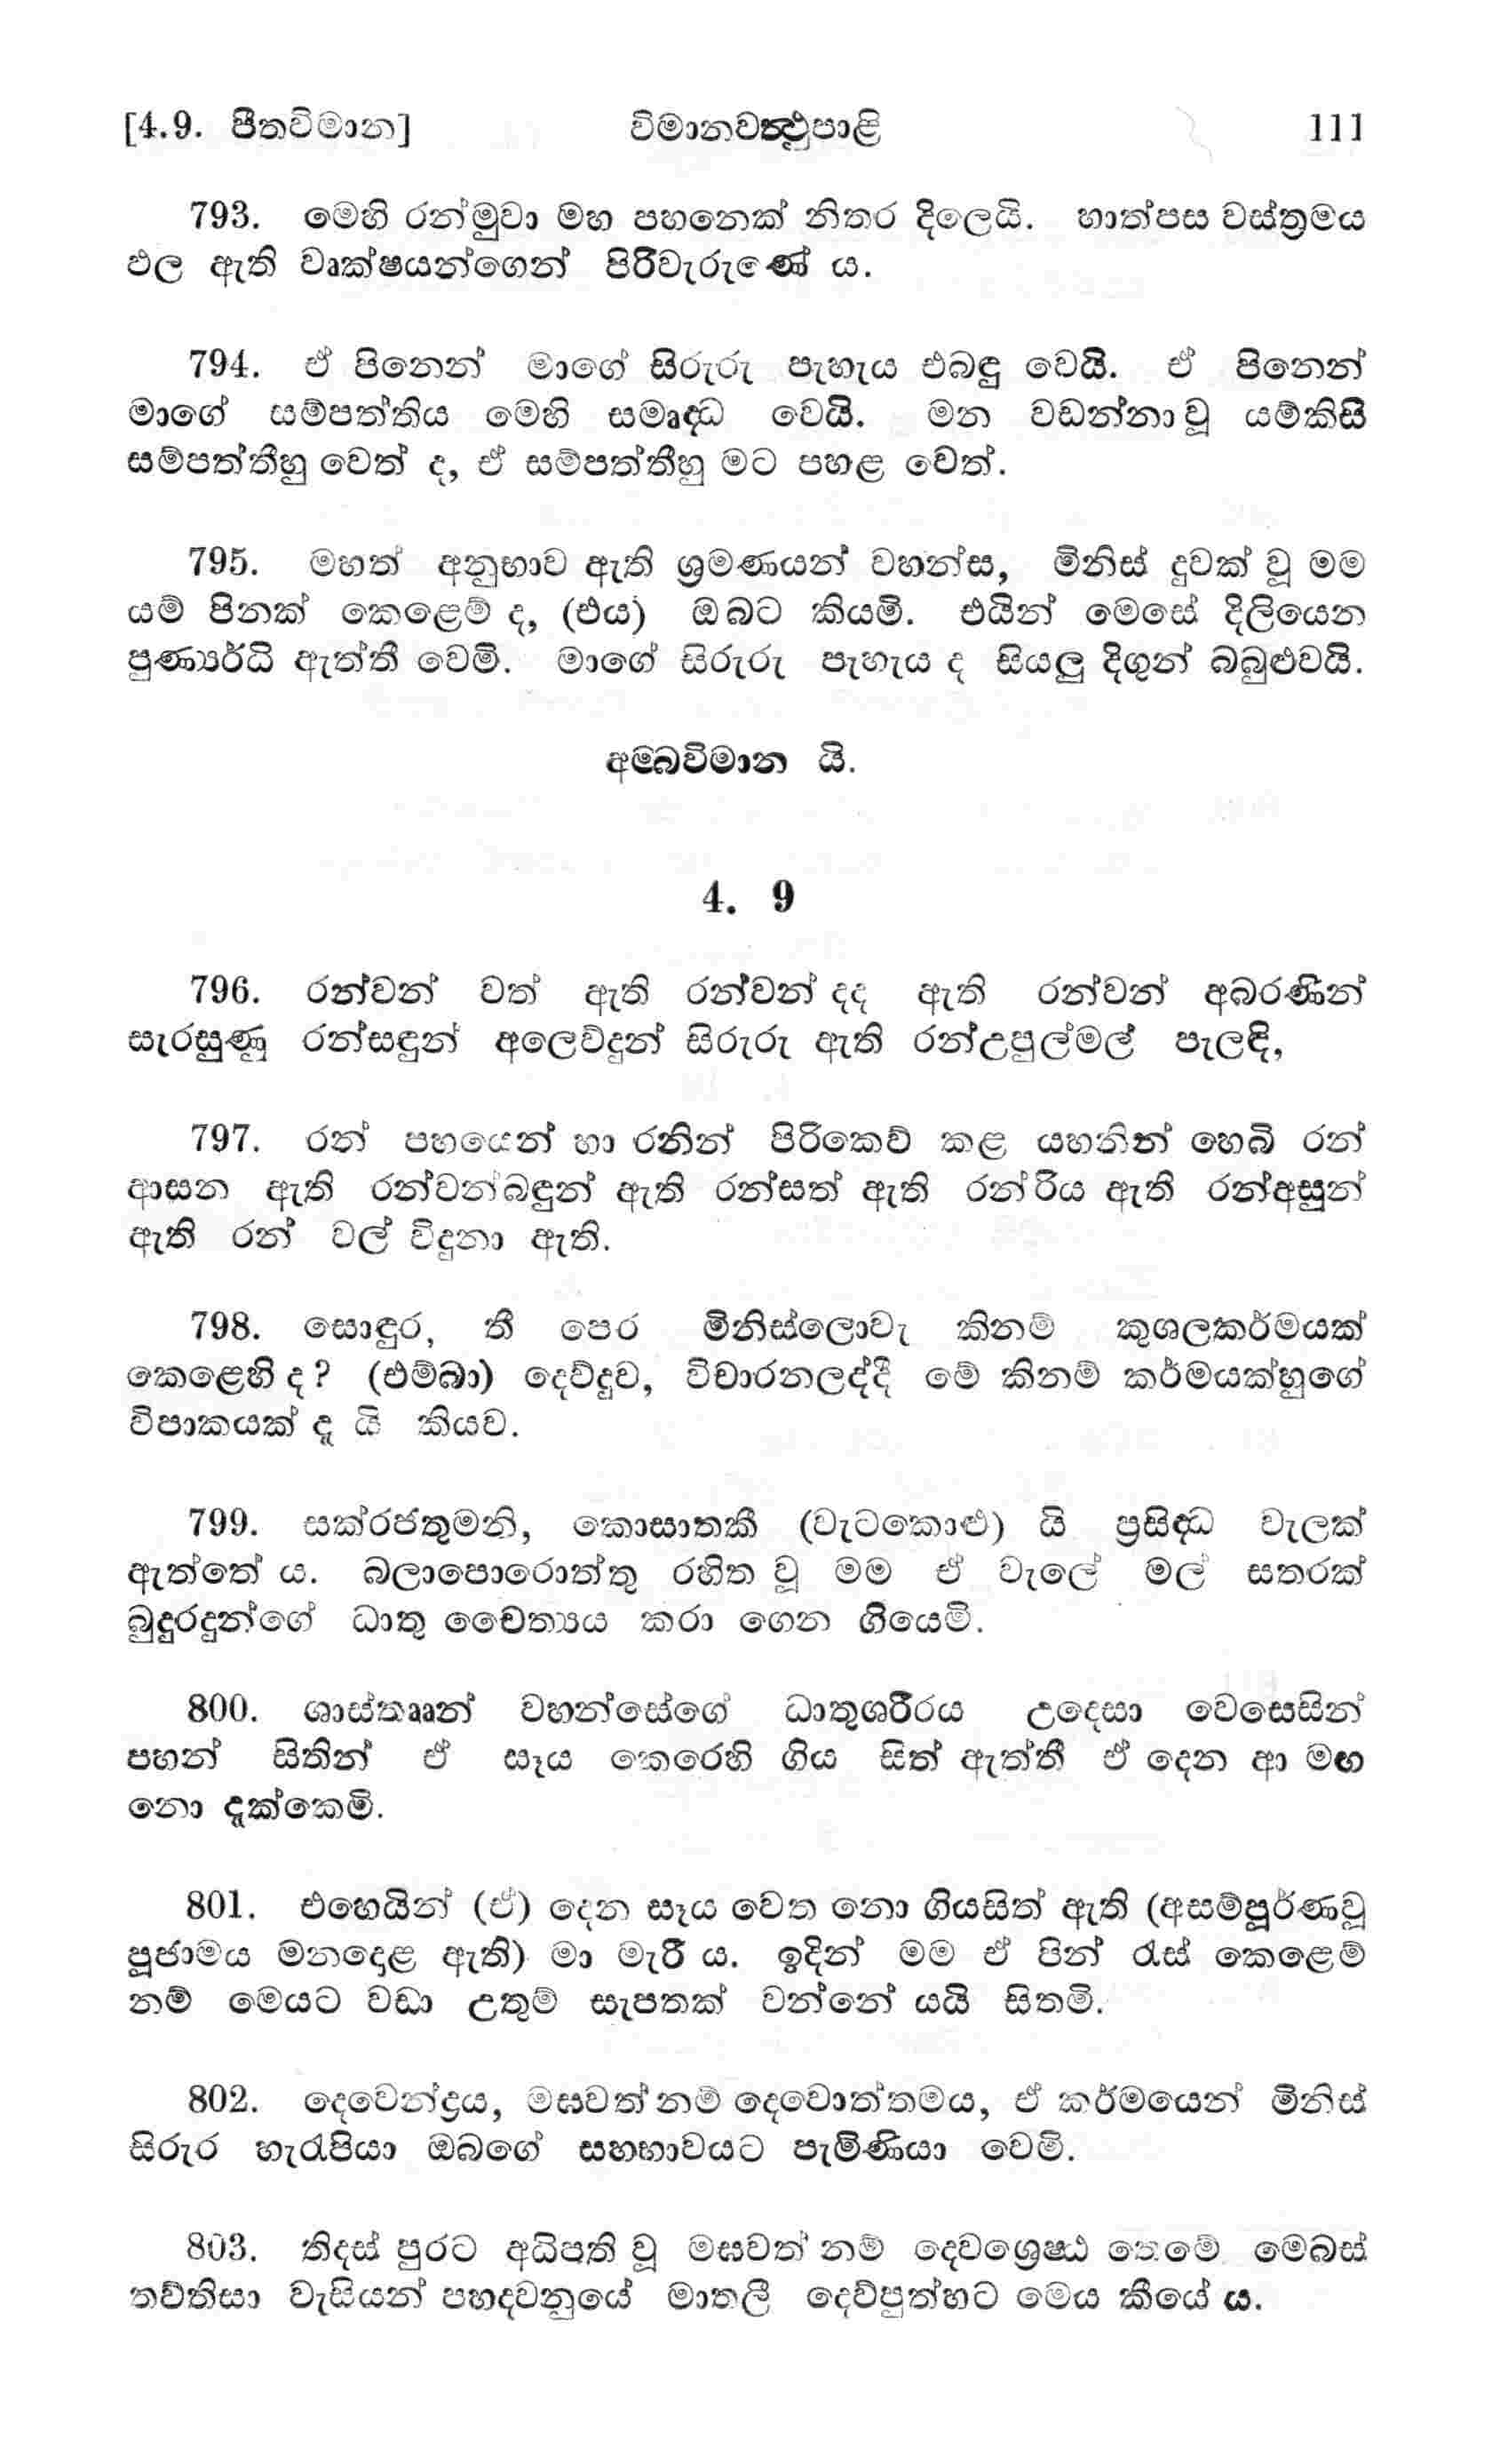 [4.9. පීතවිමාන] විමානවත්‍ථුපාළි 111
793. මෙහි රන්මුවා මහ පහනෙක් නිතර දිලෙයි. හාත්පස වස්ත්‍රමය
ඵල ඇති වෘක්ෂයන්ගෙන් පිරිවැරුණේ ය.
794. ඒ පිනෙන් මාගේ සිරුරු පැහැය එබඳු වෙයි. ඒ පිනෙන්
මාගේ සම්පත්තිය මෙහි සමෘද්‍ධ වෙයි. මන වඩන්නා වූ යම්කිසි
සම්පත්තීහු වෙත් ද, ඒ සම්පත්තීහු මට පහළ වෙත්.
795. මහත් අනුභාව ඇති ශ්‍රමණයන් වහන්ස, මිනිස් දුවක් වූ මම
යම් පිනක් කෙළෙම් ද, (එය) ඔබට කියමි. එයින් මෙසේ දිලියෙන
පුණ්‍යර්ධි ඇත්තී වෙමි. මාගේ සිරුරු පැහැය ද සියලු දිගුන් බබුළුවයි.
අම්බවිමාන යි.
4. 9
796. රන්වන් වත් ඇති රන්වන් දද ඇති රන්වන් අබරණින්
සැරසුණු රන්සඳුන් අලෙව්දුන් සිරුරු ඇති රන්උපුල්මල් පැලඳි,
797. රන් පහයෙන් හා රනින් පිරිකෙව් කළ යහනින් හෙබි රන්
ආසන ඇති රන්වන්බඳුන් ඇති රන්සත් ඇති රන්රිය ඇති රන්අසුන්
ඇති රන් වල් විදුනා ඇති.
798. සොඳුර, තී පෙර මිනිස්ලොවැ කිනම් කුශලකර්මයක්
කෙළෙහි ද? (එම්බා) දෙව්දුව, විචාරනලද්දී මේ කිනම් කර්මයක්හුගේ
විපාකයක් දැ යි කියව.
799. සක්රජතුමනි, කොසාතකී (වැටකොළු) යි ප්‍රසිද්‍ධ වැලක්
ඇත්තේ ය. බලාපොරොත්තු රහිත වූ මම ඒ වැලේ මල් සතරක්
බුදුරදුන්ගේ ධාතු චෛත්‍යය කරා ගෙන ගියෙමි.
800. ශාස්තෲන් වහන්සේගේ ධාතුශරීරය උදෙසා වෙසෙසින්
පහන් සිතින් ඒ සෑය කෙරෙහි ගිය සිත් ඇත්තී ඒ දෙන ආ මඟ
නො දැක්කෙමි.
801. එහෙයින් (ඒ) දෙන සෑය වෙත නො ගියසිත් ඇති (අසම්පූර්ණවූ
පූජාමය මනදොළ ඇති) මා මැරී ය. ඉදින් මම ඒ පින් රැස් කෙළෙම්
නම් මෙයට වඩා උතුම් සැපතක් වන්නේ යයි සිතමි.
802. දෙවෙන්ද්‍රය, මඝවත් නම් දෙවොත්තමය, ඒ කර්මයෙන් මිනිස්
සිරුර හැරැපියා ඔබගේ සහභාවයට පැමිණියා වෙමි.
803. තිදස් පුරට අධිපති වූ මඝවත් නම් දෙවශ්‍රෙෂ්ඨ තෙමේ මෙබස්
තව්තිසා වැසියන් පහදවනුයේ මාතලී දෙව්පුත්හට මෙය කීයේ ය.